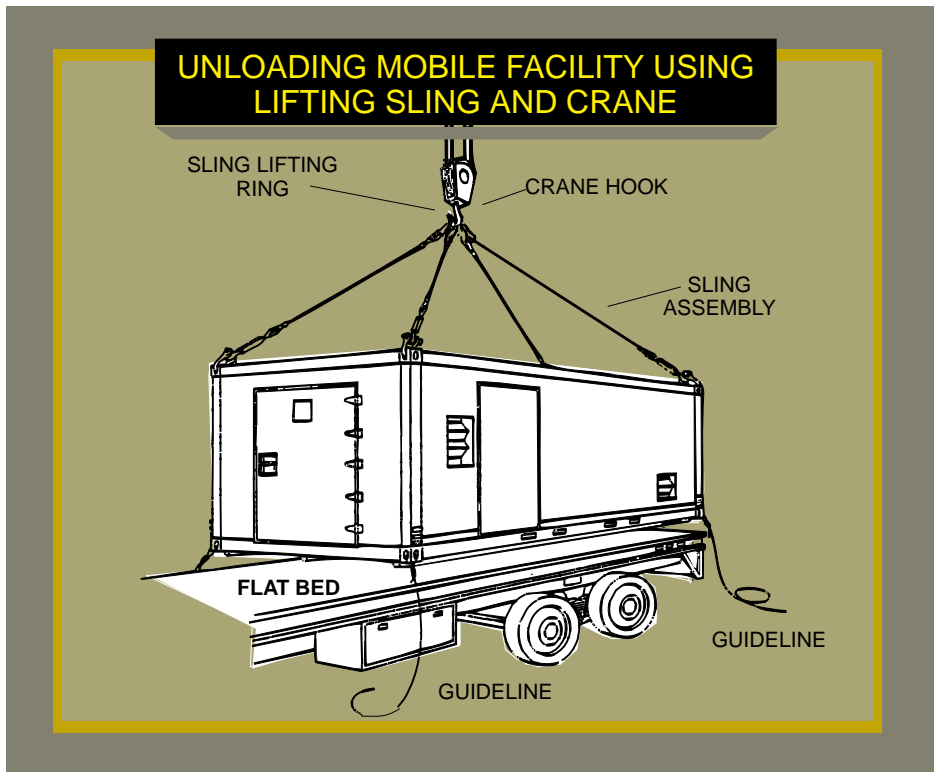 UNLOADING MOBILE FACILITY USING
LIFTING SLING AND CRANE
SLING LIFTING
RING
CRANE HOOK
SLING
ASSEMBLY
FLAT BED
GUIDELINE
GUIDELINE